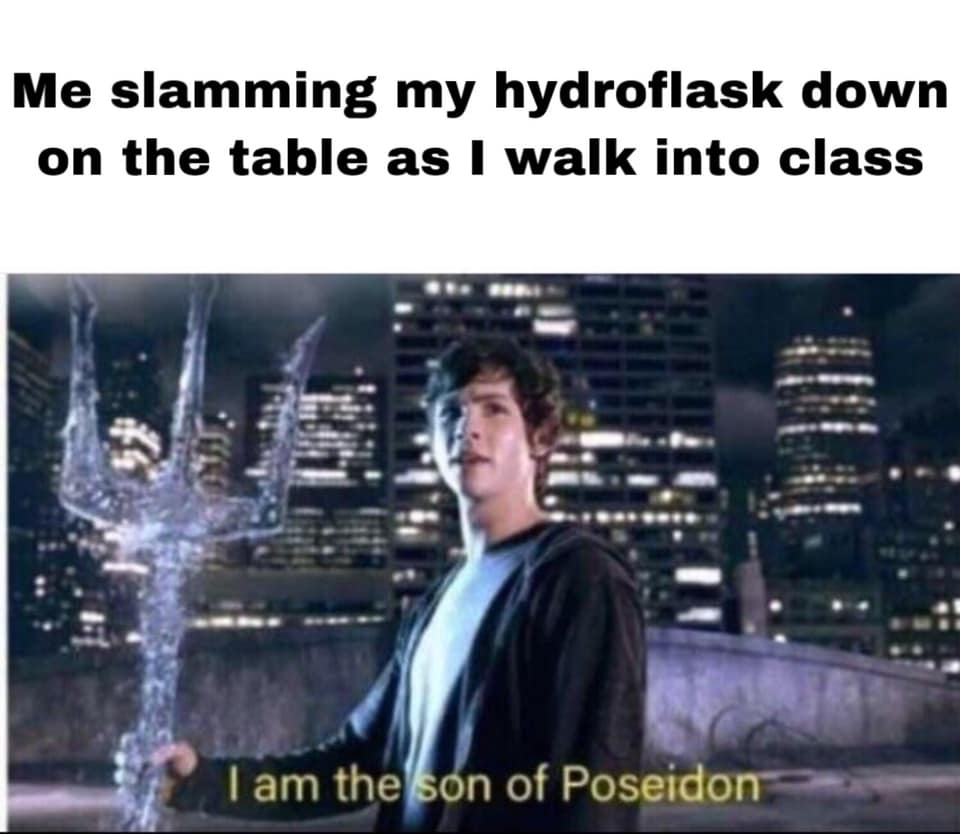 Me slamming my hydroflask down
on the table as I walk into class
I am the son of Poseidon